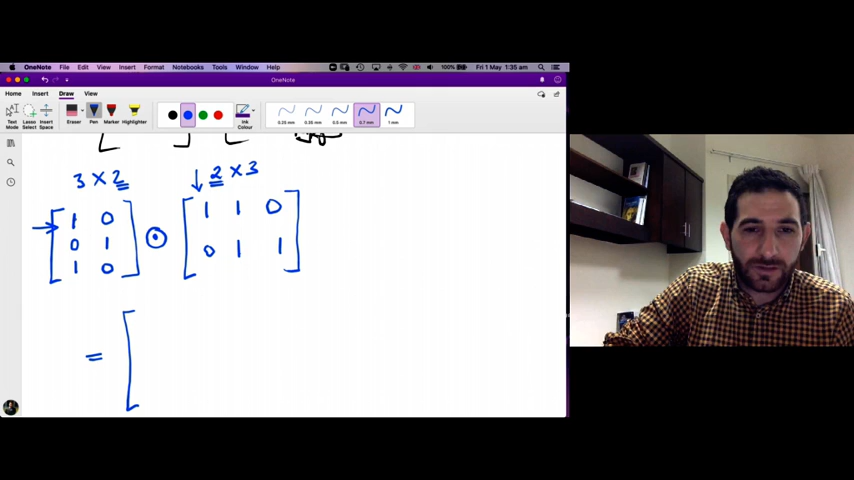 OneNote File Edit View Insert Format Notebooks Tools Window Help 100% Fri 1 May 1:35 am
OneNote
Home Insert Draw View
Text Mode Lasso Select Insert Space Eraser Pen Marker Highlighter Ink Colour 0.25 mm 0.35 mm 0.5 mm 0.7 mm 1 mm
3 × 2 ↓ 2 × 3
→ [ 1 0 ⊙ [ 1 1 0 ]
0 1
1 0 ] 0 1 1
= [